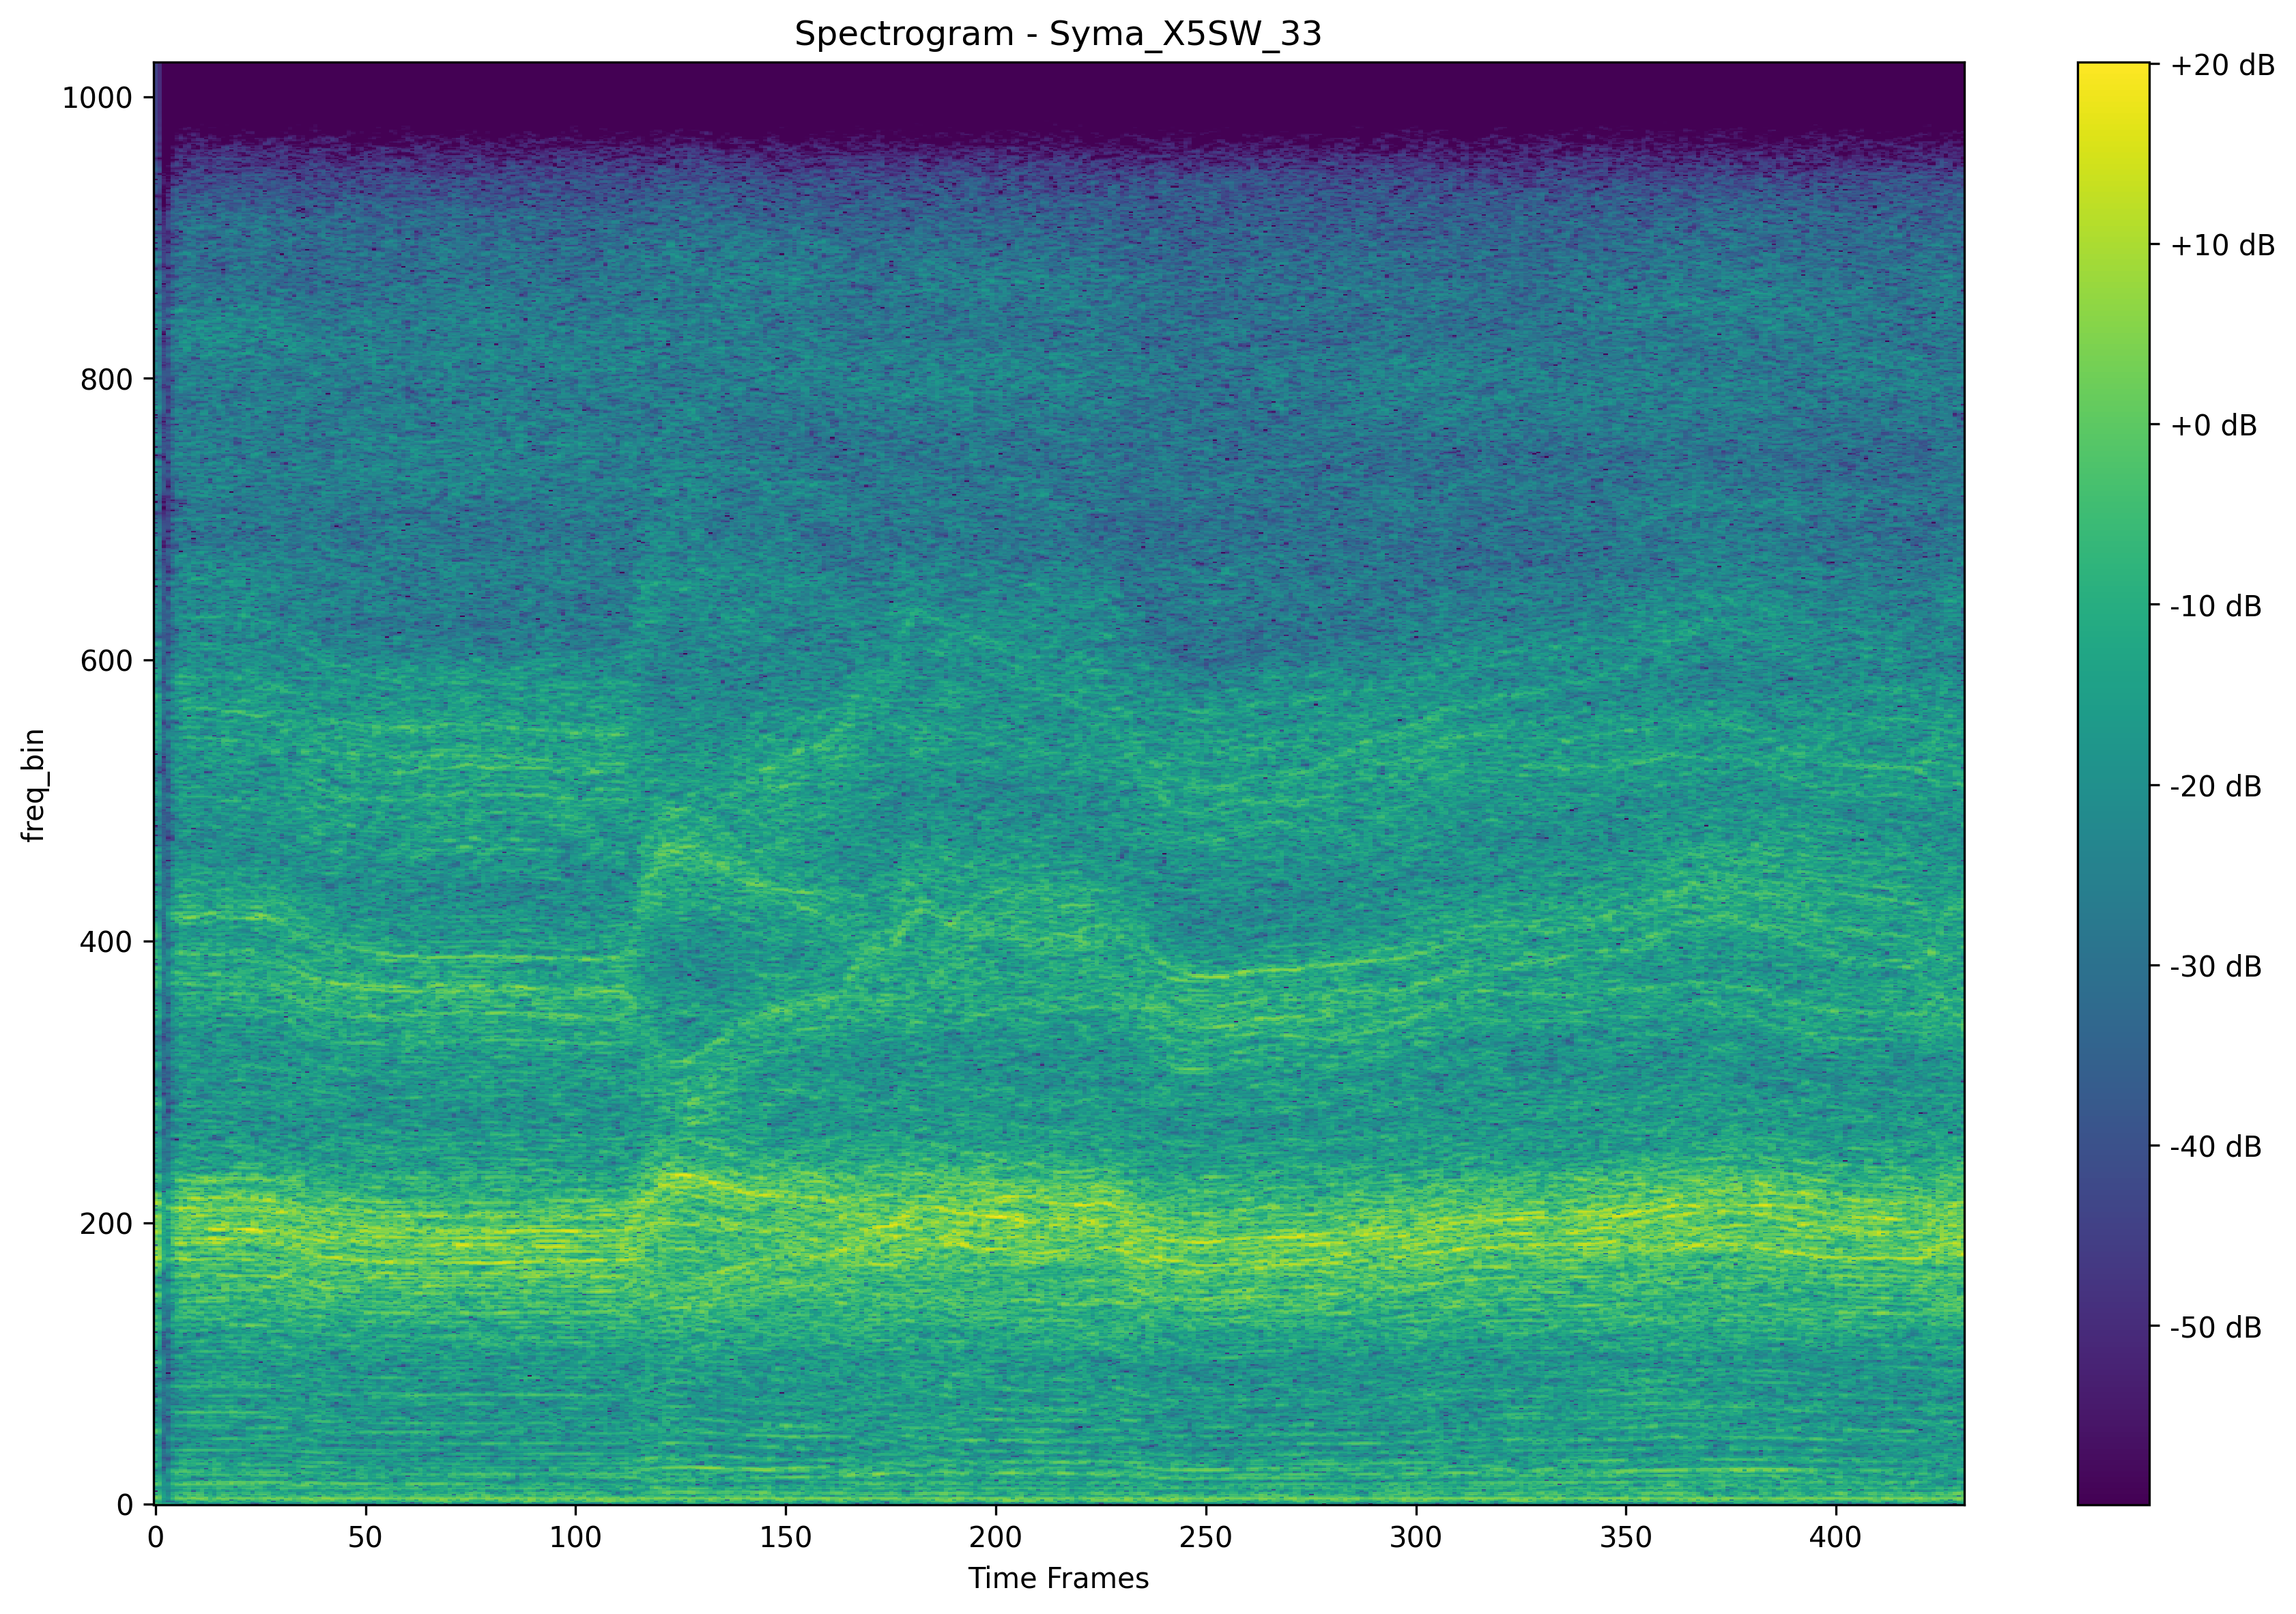 Spectrogram - Syma_X5SW_33
1000
800
600
400
200
0
freq_bin
0 50 100 150 200 250 300 350 400
Time Frames
+20 dB
+10 dB
+0 dB
-10 dB
-20 dB
-30 dB
-40 dB
-50 dB